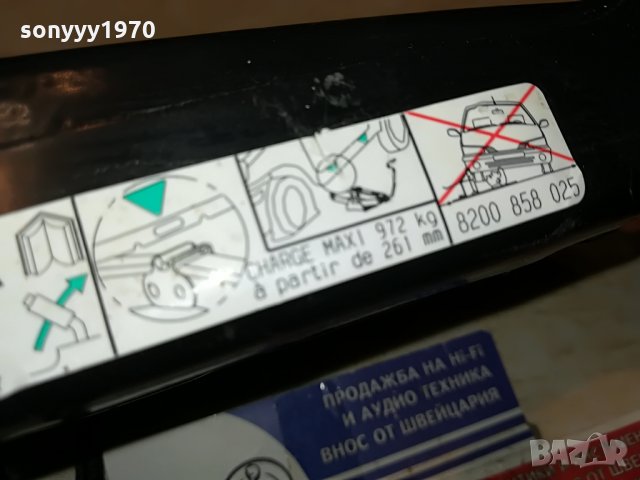 sonyyy1970
CHARGE MAXI 972 kg
à partir de 261 mm
8200 858 025
ПРОДАЖБА НА Hi-Fi
И АУДИО ТЕХНИКА
ВНОС ОТ ШВЕЙЦАРИЯ
BAZAR